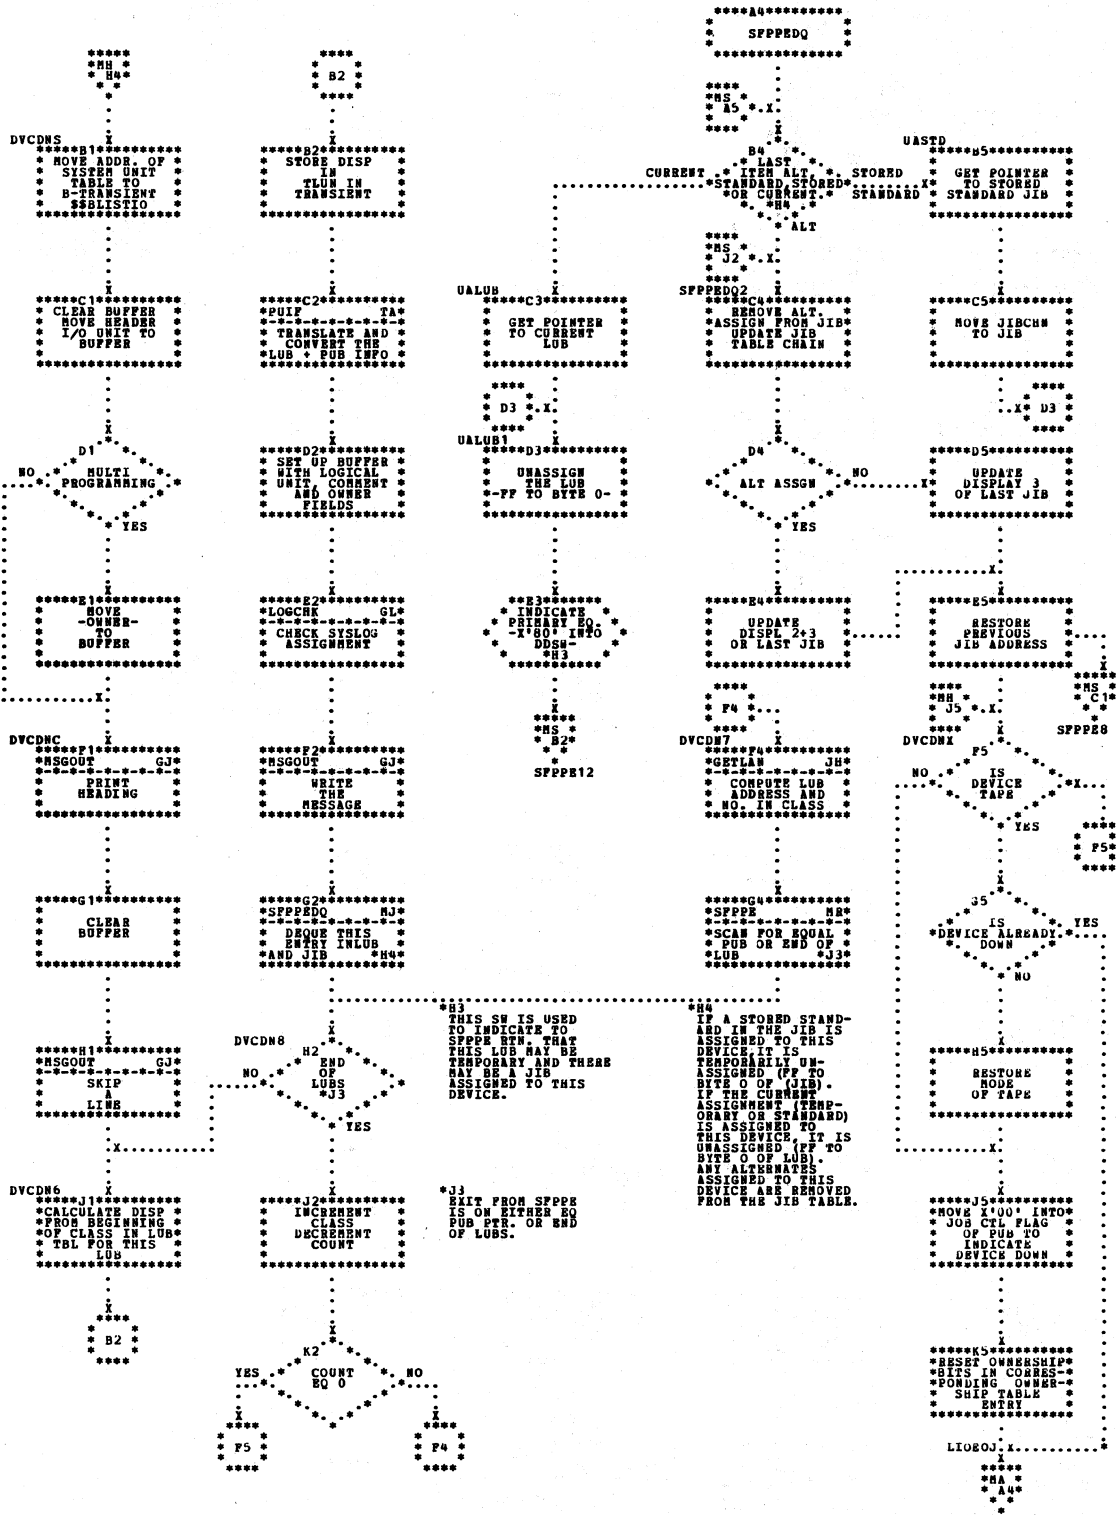 A4
SFPPEDQ
MH
H4
B2
MS
A5
DVCDNS
B1
MOVE ADDR. OF
SYSTEM UNIT
TABLE TO
B-TRANSIENT
$$BLISTIO
B2
STORE DISP
IN
TLUN IN
TRANSIENT
CURRENT
B4
LAST
ITEM ALT,
STANDARD, STORED
OR CURRENT.
*H4
ALT
STORED
STANDARD
UASTD
B5
GET POINTER
TO STORED
STANDARD JIB
MS
J2
C1
CLEAR BUFFER
MOVE HEADER
I/O UNIT TO
BUFFER
C2
PUIF TA
TRANSLATE AND
CONVERT THE
LUB + PUB INFO
UALUB
C3
GET POINTER
TO CURRENT
LUB
SFPPEDQ2
C4
REMOVE ALT.
ASSIGN FROM JIB
UPDATE JIB
TABLE CHAIN
C5
MOVE JIBCHN
TO JIB
D3
D3
D1
NO
MULTI
PROGRAMMING
YES
D2
SET UP BUFFER
WITH LOGICAL
UNIT, COMMENT
AND OWNER
FIELDS
UALUB1
D3
UNASSIGN
THE LUB
-FF TO BYTE 0-
D4
ALT ASSGN
NO
YES
D5
UPDATE
DISPLAY 3
OF LAST JIB
E1
MOVE
-OWNER-
TO
BUFFER
E2
LOGCHK GL
CHECK SYSLOG
ASSIGNMENT
E3
INDICATE
PRIMARY EQ.
-X'80' INTO
DDSW-
*H3
E4
UPDATE
DISPL 2+3
OR LAST JIB
E5
RESTORE
PREVIOUS
JIB ADDRESS
MS
B2
SFPPE12
F4
MH
J5
MS
C1
SFPPE8
DVCDNC
F1
MSGOUT GJ
PRINT
HEADING
F2
MSGOUT GJ
WRITE
THE
MESSAGE
DVCDN7
F4
GETLAN JH
COMPUTE LUB
ADDRESS AND
NO. IN CLASS
DVCDNX
F5
NO
IS
DEVICE
TAPE
YES
F5
G1
CLEAR
BUFFER
G2
SFPPEDQ MJ
DEQUE THIS
ENTRY INLUB
AND JIB *H4
G4
SFPPE MR
SCAN FOR EQUAL
PUB OR END OF
LUB *J3
G5
IS
DEVICE ALREADY
DOWN
YES
NO
H1
MSGOUT GJ
SKIP
A
LINE
DVCDN8
H2
NO
END
OF
LUBS
*J3
YES
*H3
THIS SW IS USED
TO INDICATE TO
SFPPE RTN. THAT
THIS LUB MAY BE
TEMPORARY AND THERE
MAY BE A JIB
ASSIGNED TO THIS
DEVICE.
*H4
IF A STORED STAND-
ARD IN THE JIB IS
ASSIGNED TO THIS
DEVICE,IT IS
TEMPORARILY UN-
ASSIGNED (FF TO
BYTE 0 OF (JIB).
IF THE CURRENT
ASSIGNMENT (TEMP-
ORARY OR STANDARD)
IS ASSIGNED TO
THIS DEVICE, IT IS
UNASSIGNED (FF TO
BYTE 0 OF LUB).
ANY ALTERNATES
ASSIGNED TO THIS
DEVICE ARE REMOVED
FROM THE JIB TABLE.
H5
RESTORE
MODE
OF TAPE
DVCDN6
J1
CALCULATE DISP
FROM BEGINNING
OF CLASS IN LUB
TBL FOR THIS
LUB
J2
INCREMENT
CLASS
DECREMENT
COUNT
*J3
EXIT FROM SFPPE
IS ON EITHER EQ
PUB PTR. OR END
OF LUBS.
J5
MOVE X'00' INTO
JOB CTL FLAG
OF PUB TO
INDICATE
DEVICE DOWN
B2
K2
YES
COUNT
EQ 0
NO
F5
F4
K5
RESET OWNERSHIP
BITS IN CORRES-
PONDING OWNER-
SHIP TABLE
ENTRY
LIOEOJ
MA
A4